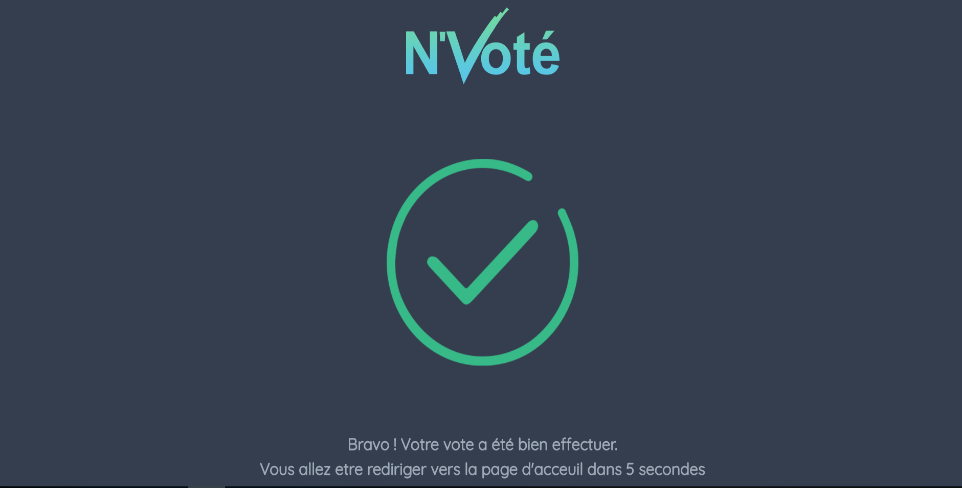 N'Voté
Bravo ! Votre vote a été bien effectuer.
Vous allez etre rediriger vers la page d'acceuil dans 5 secondes